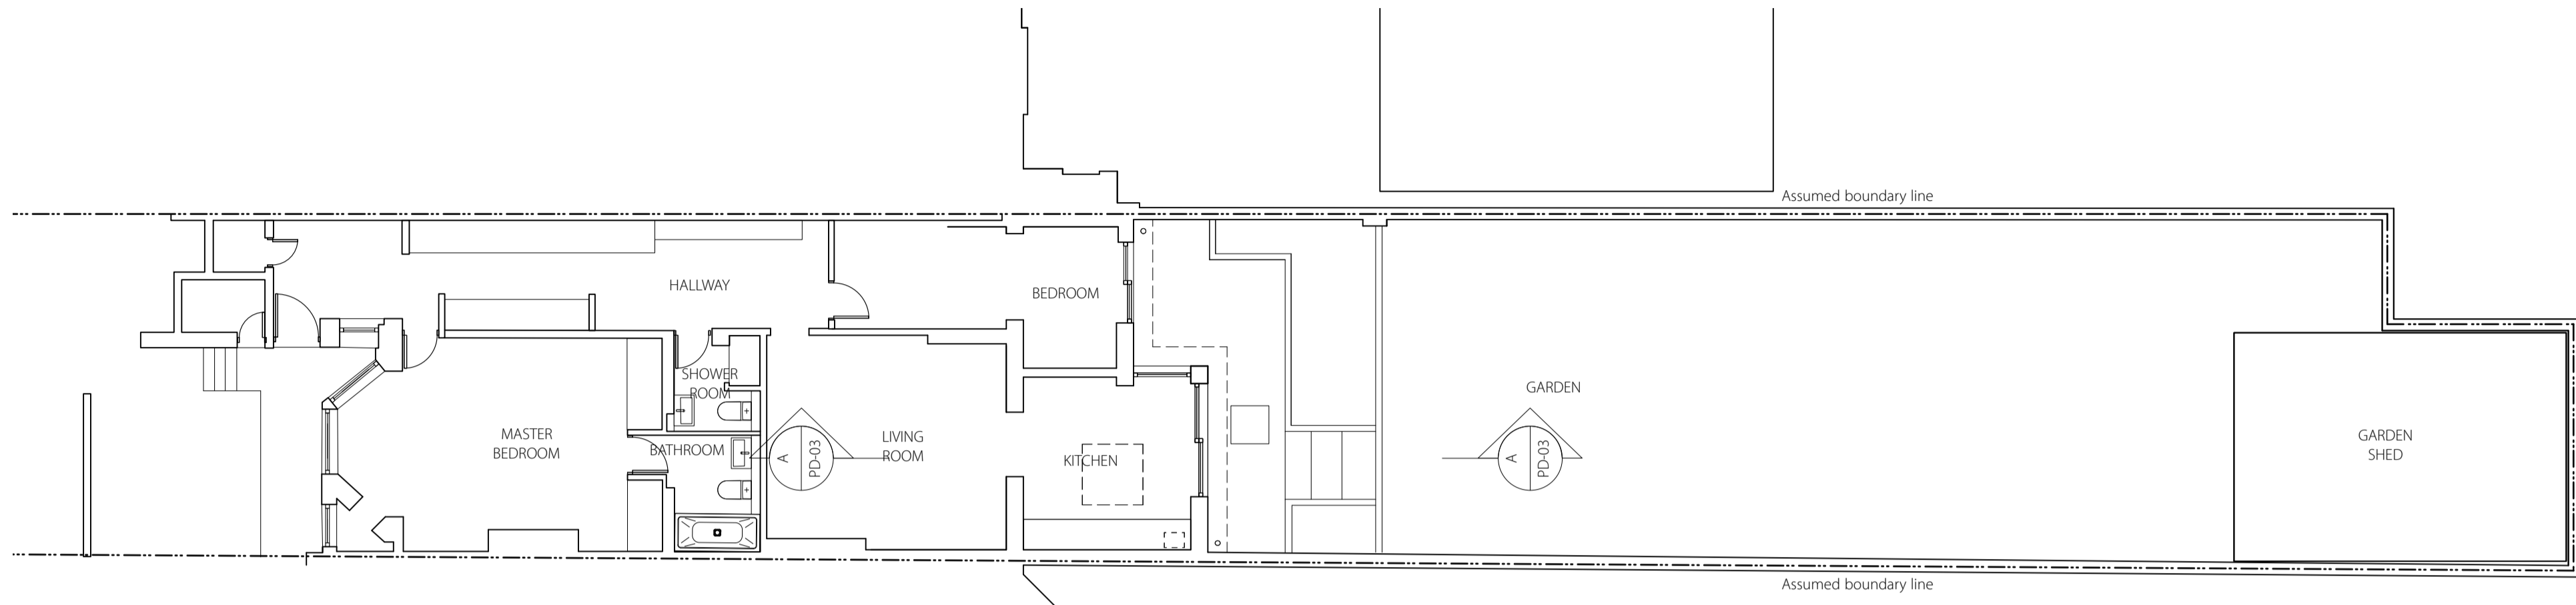 Assumed boundary line
HALLWAY
BEDROOM
SHOWER
ROOM
MASTER
BEDROOM
BATHROOM
A
PD-03
LIVING
ROOM
KITCHEN
GARDEN
A
PD-03
GARDEN
SHED
Assumed boundary line